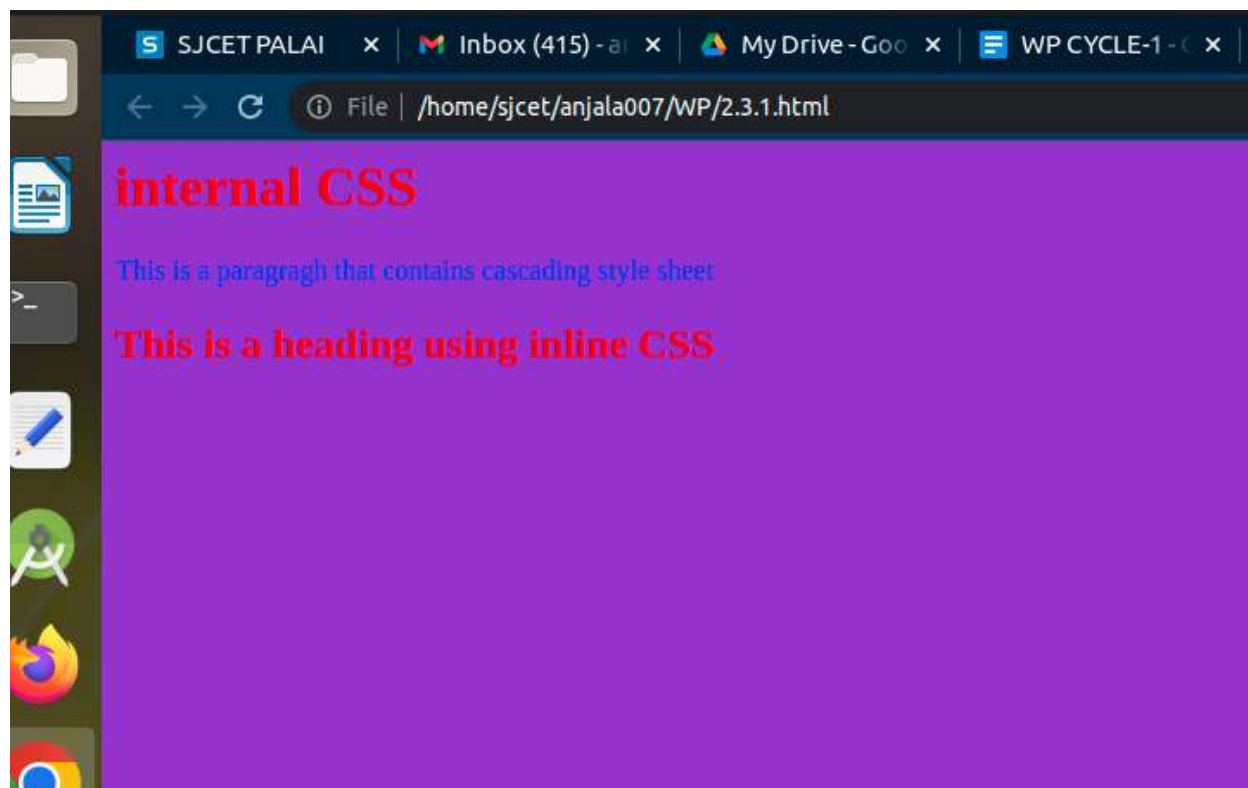 SJCET PALAI × Inbox (415) - a × My Drive - Goo × WP CYCLE-1 - ×
File | /home/sjcet/anjala007/WP/2.3.1.html
internal CSS
This is a paragragh that contains cascading style sheet
>_
This is a heading using inline CSS